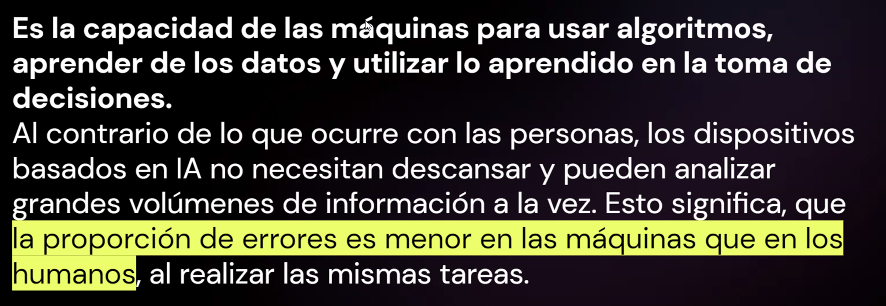 Es la capacidad de las máquinas para usar algoritmos,
aprender de los datos y utilizar lo aprendido en la toma de
decisiones.
Al contrario de lo que ocurre con las personas, los dispositivos
basados en IA no necesitan descansar y pueden analizar
grandes volúmenes de información a la vez. Esto significa, que
la proporción de errores es menor en las máquinas que en los
humanos, al realizar las mismas tareas.